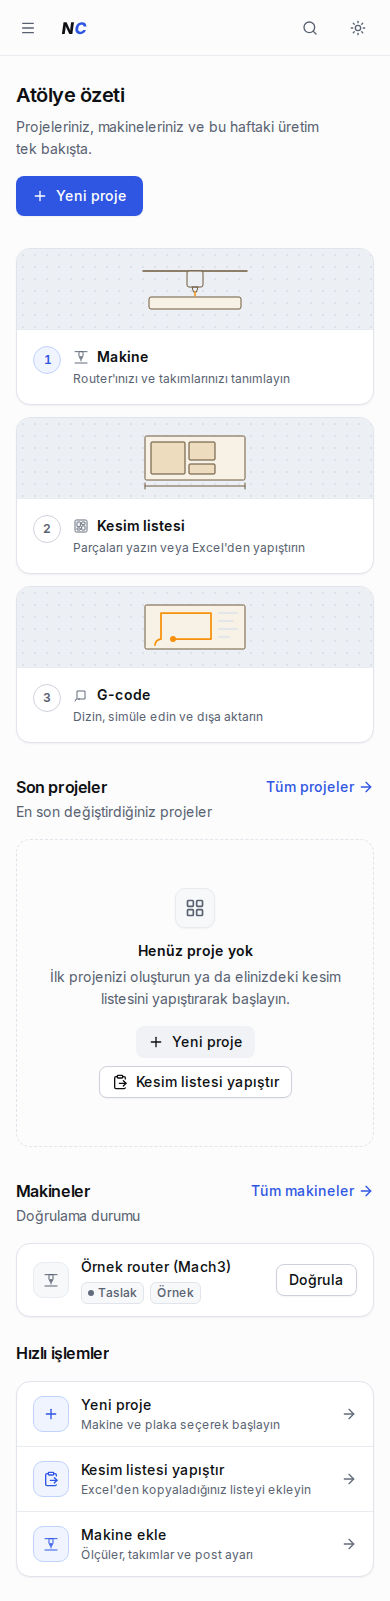 NC
Atölye özeti
Projeleriniz, makineleriniz ve bu haftaki üretim
tek bakışta.
Yeni proje
1
Makine
Router'ınızı ve takımlarınızı tanımlayın
2
Kesim listesi
Parçaları yazın veya Excel'den yapıştırın
3
G-code
Dizin, simüle edin ve dışa aktarın
Son projeler
Tüm projeler
En son değiştirdiğiniz projeler
Henüz proje yok
İlk projenizi oluşturun ya da elinizdeki kesim
listesini yapıştırarak başlayın.
Yeni proje
Kesim listesi yapıştır
Makineler
Tüm makineler
Doğrulama durumu
Örnek router (Mach3)
Taslak
Örnek
Doğrula
Hızlı işlemler
Yeni proje
Makine ve plaka seçerek başlayın
Kesim listesi yapıştır
Excel'den kopyaladığınız listeyi ekleyin
Makine ekle
Ölçüler, takımlar ve post ayarı